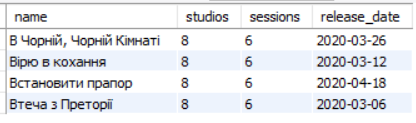 name studios sessions release_date
В Чорній, Чорній Кімнаті 8 6 2020-03-26
Вірю в кохання 8 6 2020-03-12
Встановити прапор 8 6 2020-04-18
Втеча з Преторії 8 6 2020-03-06